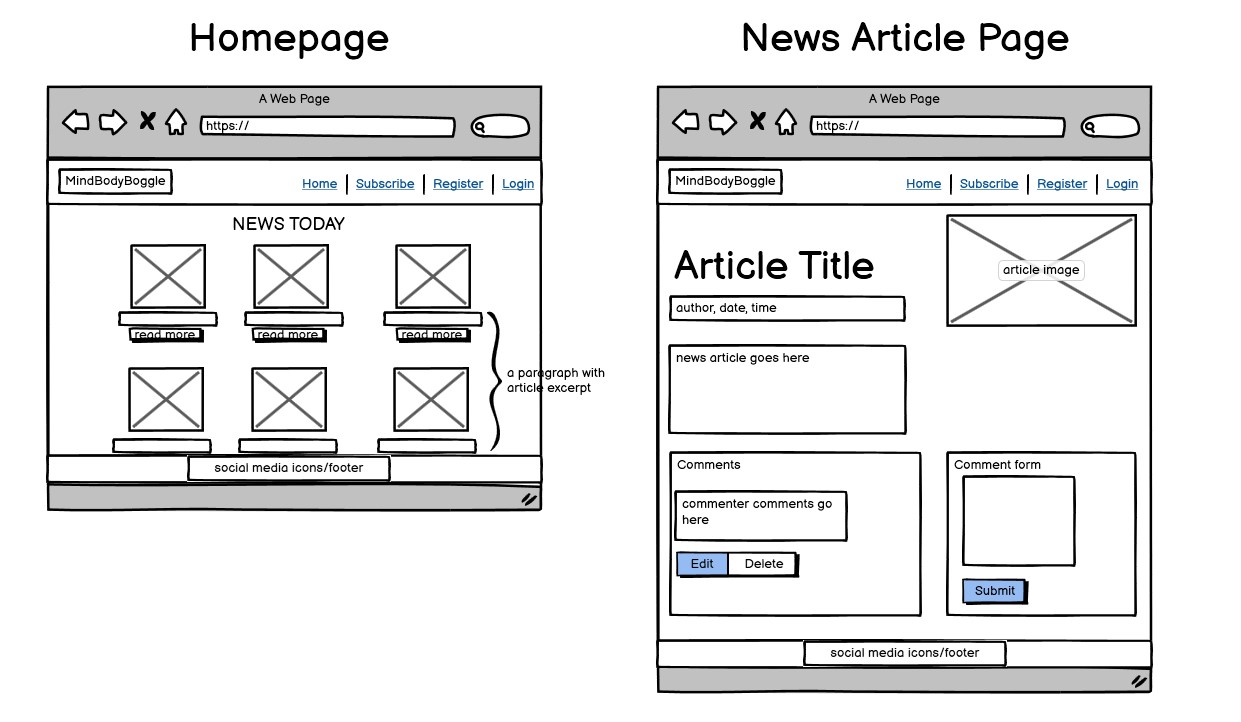 Homepage
A Web Page
https://
MindBodyBoggle
Home
Subscribe
Register
Login
NEWS TODAY
read more
read more
read more
a paragraph with
article excerpt
social media icons/footer
News Article Page
A Web Page
https://
MindBodyBoggle
Home
Subscribe
Register
Login
Article Title
article image
author, date, time
news article goes here
Comments
commenter comments go
here
Edit
Delete
Comment form
Submit
social media icons/footer